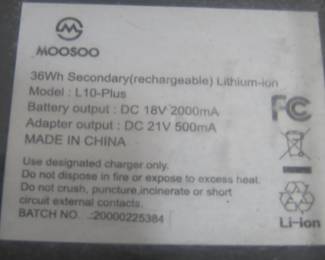 MOOSOO
36Wh Secondary(rechargeable) Lithium-ion
Model : L10-Plus
Battery output : DC 18V 2000mA
Adapter output : DC 21V 500mA
MADE IN CHINA
FC
Use designated charger only.
Do not dispose in fire or expose to excess heat.
Do not crush, puncture,incinerate or short
circuit external contacts.
BATCH NO. .:20000225384
Li-ion